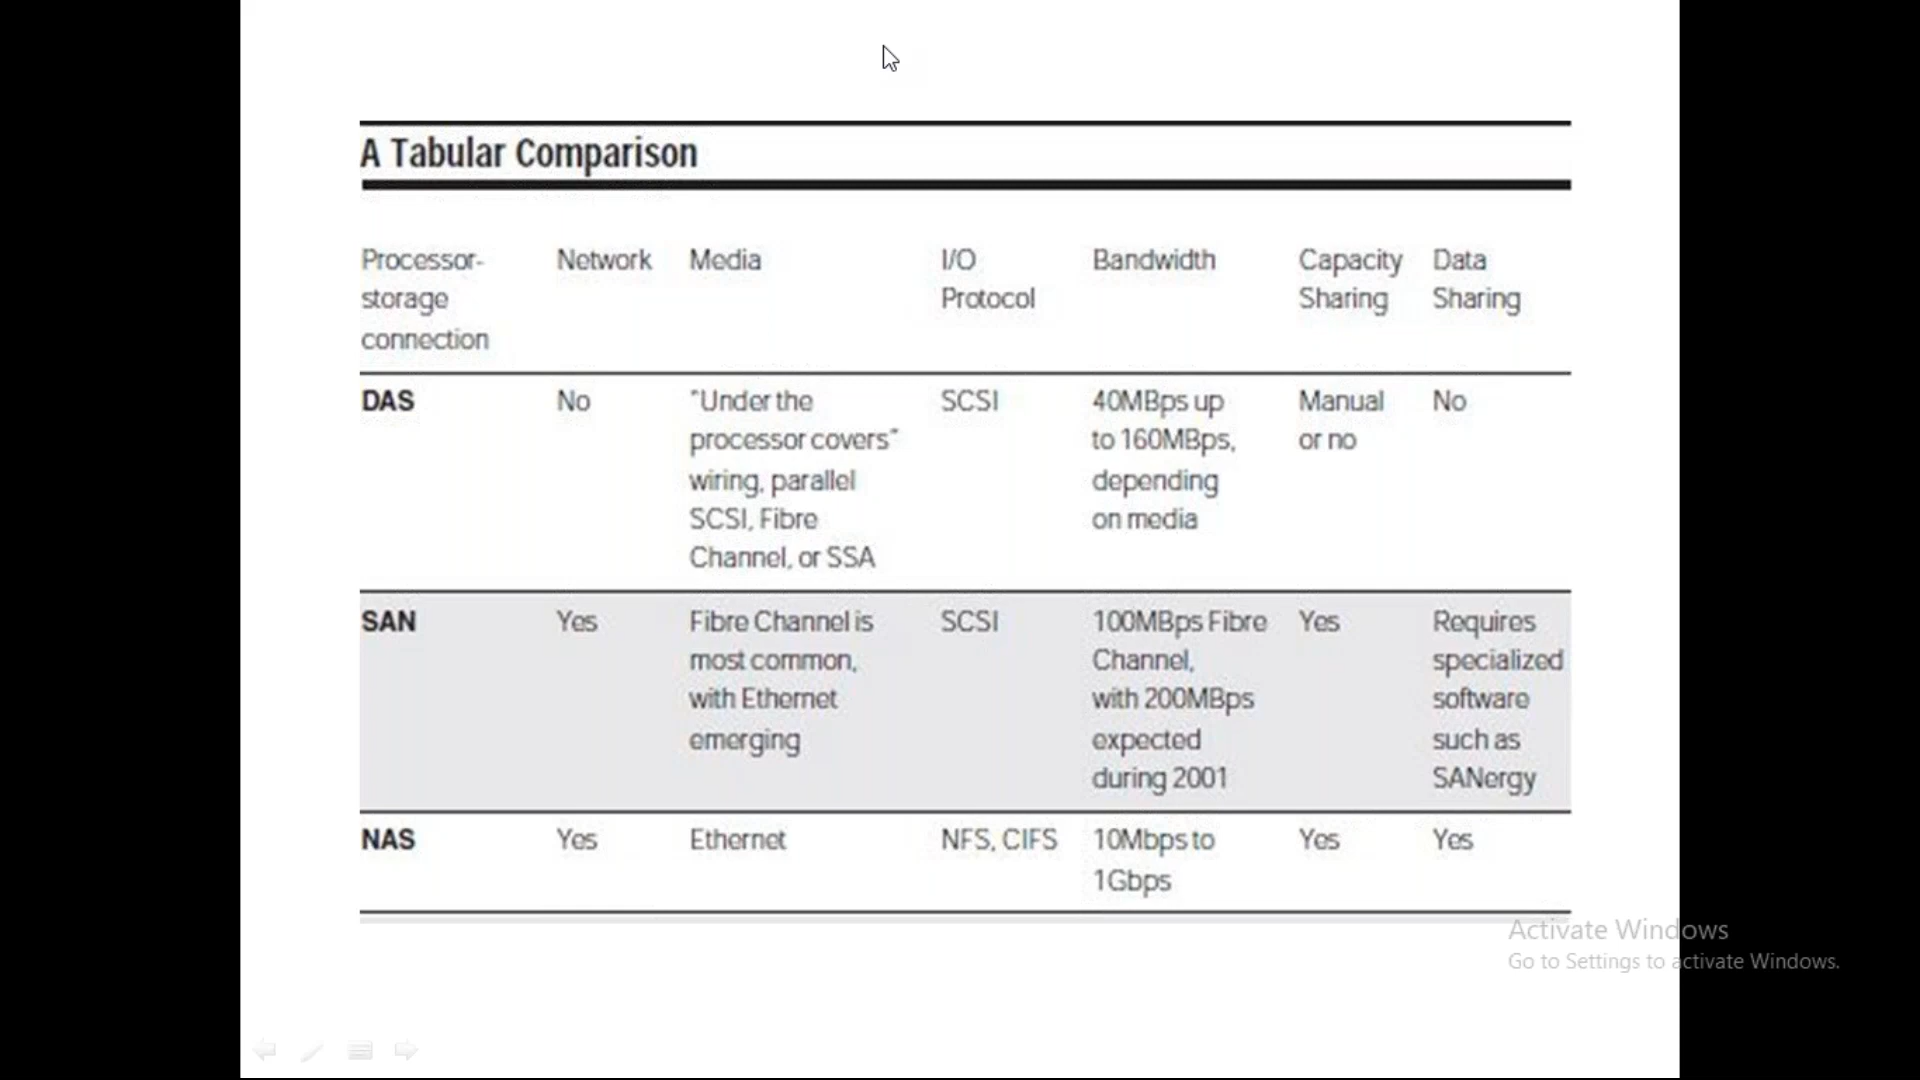 A Tabular Comparison
Processor-
storage
connection
Network
Media
I/O
Protocol
Bandwidth
Capacity
Sharing
Data
Sharing
DAS
No
"Under the
processor covers"
wiring, parallel
SCSI, Fibre
Channel, or SSA
SCSI
40MBps up
to 160MBps,
depending
on media
Manual
or no
No
SAN
Yes
Fibre Channel is
most common,
with Ethernet
emerging
SCSI
100MBps Fibre
Channel,
with 200MBps
expected
during 2001
Yes
Requires
specialized
software
such as
SANergy
NAS
Yes
Ethernet
NFS, CIFS
10Mbps to
1Gbps
Yes
Yes
Activate Windows
Go to Settings to activate Windows.